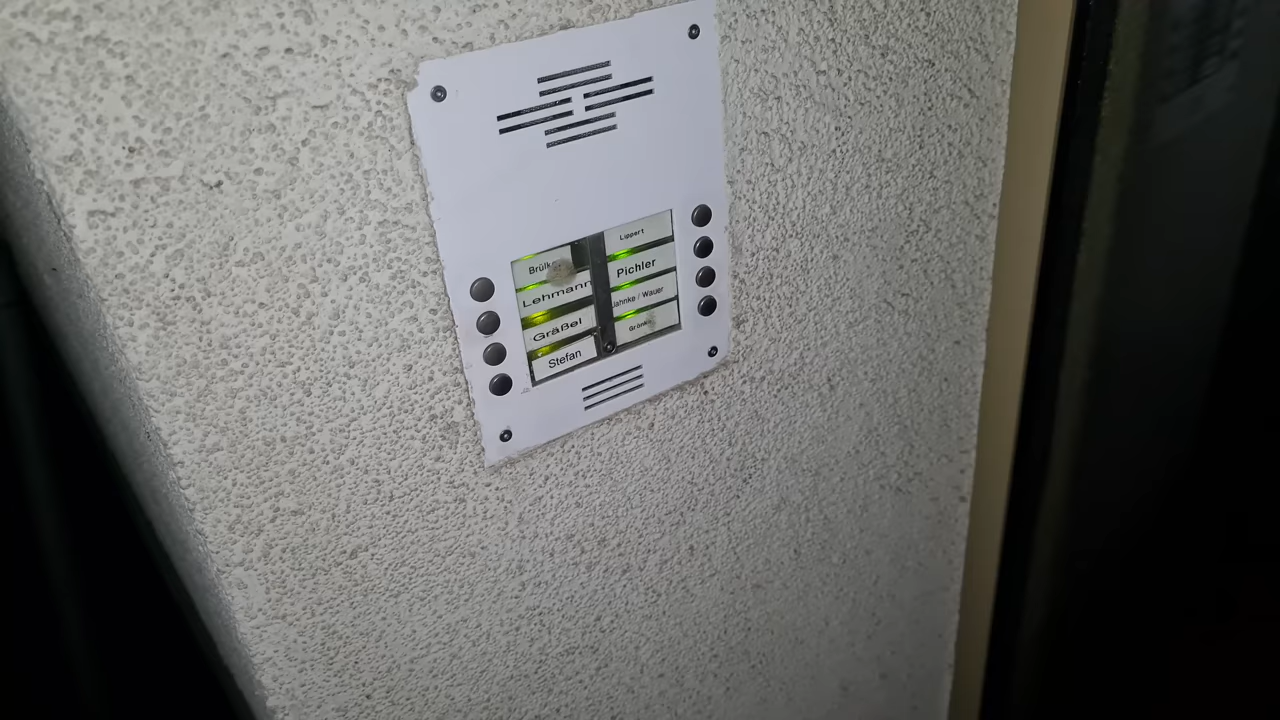 Lehmann
Gräßel
Stefan
Lippert
Pichler
Jahnke / Wauer